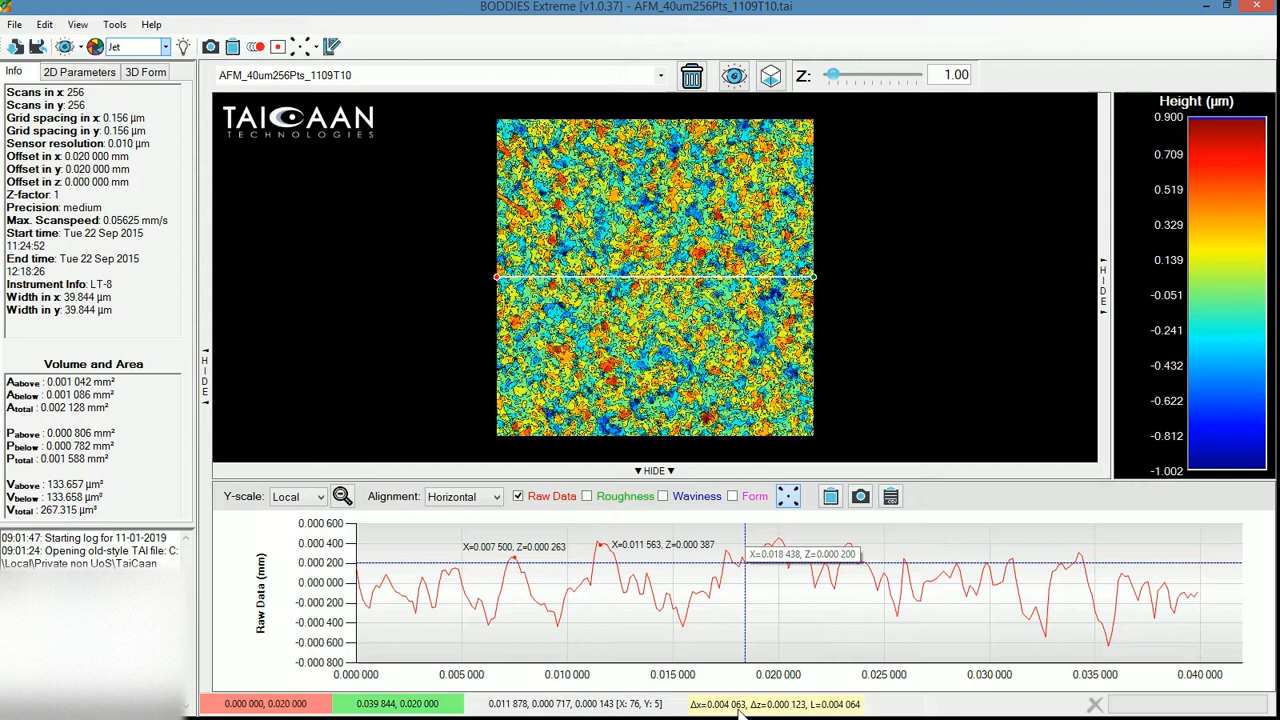 BODDIES Extreme [v1.0.37] - AFM_40um256Pts_1109T10.tai
File Edit View Tools Help
Jet
Info 2D Parameters 3D Form
AFM_40um256Pts_1109T10
Z: 1.00
Scans in x: 256
Scans in y: 256
Grid spacing in x: 0.156 µm
Grid spacing in y: 0.156 µm
Sensor resolution: 0.010 µm
Offset in x: 0.020 000 mm
Offset in y: 0.020 000 mm
Offset in z: 0.000 000 mm
Z-factor: 1
Precision: medium
Max. Scanspeed: 0.05625 mm/s
Start time: Tue 22 Sep 2015
11:24:52
End time: Tue 22 Sep 2015
12:18:26
Instrument Info: LT-8
Width in x: 39.844 µm
Width in y: 39.844 µm
Volume and Area
Aabove : 0.001 042 mm²
Abelow : 0.001 086 mm²
Atotal : 0.002 128 mm²
Pabove : 0.000 806 mm²
Pbelow : 0.000 782 mm²
Ptotal : 0.001 588 mm²
Vabove : 133.657 µm³
Vbelow : 133.658 µm³
Vtotal : 267.315 µm³
09:01:47: Starting log for 11-01-2019
09:01:24: Opening old-style TAI file: C:
\Local\Private non UoS\TaiCaan
HIDE
TAICAAN
TECHNOLOGIES
HIDE
Height (µm)
0.900
0.709
0.519
0.329
0.139
-0.051
-0.241
-0.432
-0.622
-0.812
-1.002
HIDE
Y-scale: Local Alignment: Horizontal Raw Data Roughness Waviness Form
Raw Data (mm)
0.000 600
0.000 400
0.000 200
0.000 000
-0.000 200
-0.000 400
-0.000 600
-0.000 800
X=0.007 500, Z=0.000 263
X=0.011 563, Z=0.000 387
X=0.018 438, Z=0.000 200
0.000 000 0.005 000 0.010 000 0.015 000 0.020 000 0.025 000 0.030 000 0.035 000 0.040 000
0.000 000, 0.020 000 0.039 844, 0.020 000 0.011 878, 0.000 717, 0.000 143 [X: 76, Y: 5] Δx=0.004 063, Δz=0.000 123, L=0.004 064